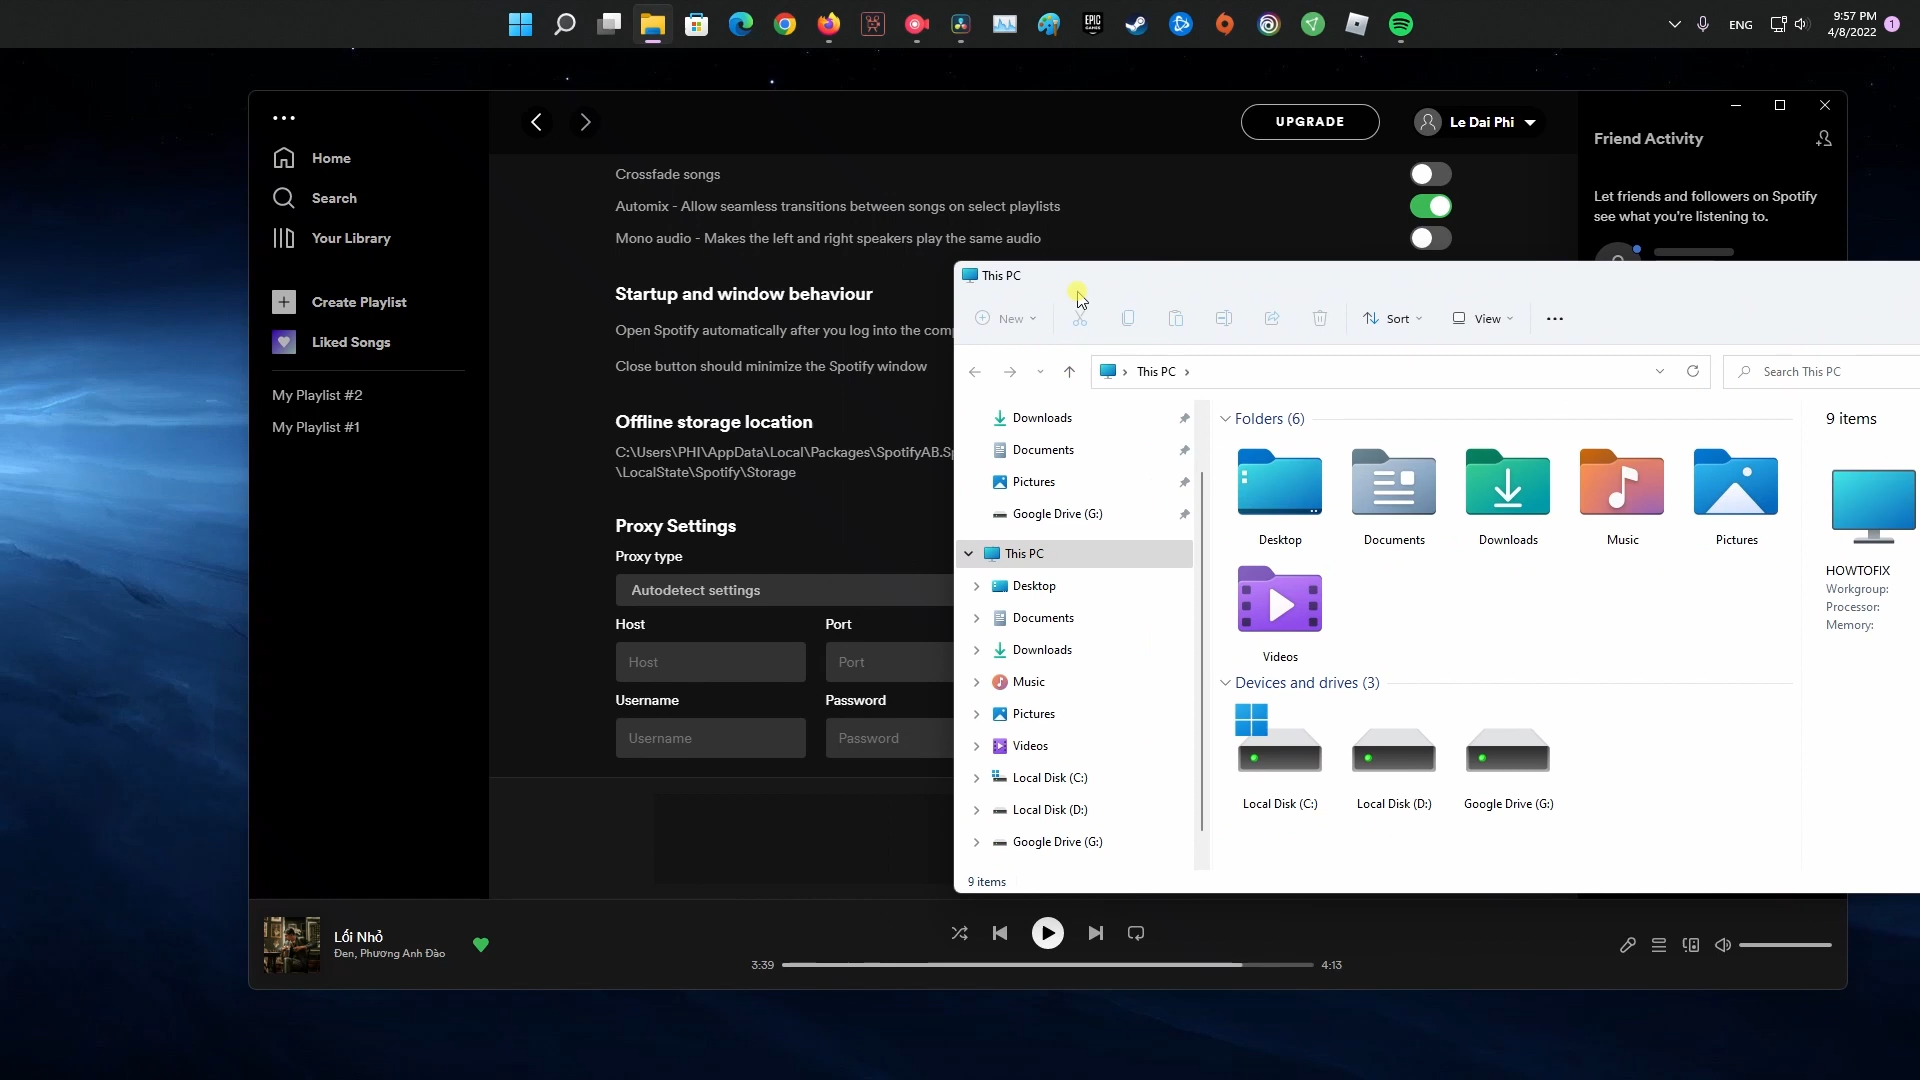 ENG
9:57 PM
4/8/2022
1
EPIC
GAMES
Home
Search
Your Library
Create Playlist
Liked Songs
My Playlist #2
My Playlist #1
UPGRADE
Le Dai Phi
Crossfade songs
Automix - Allow seamless transitions between songs on select playlists
Mono audio - Makes the left and right speakers play the same audio
Startup and window behaviour
Open Spotify automatically after you log into the
Close button should minimize the Spotify window
Offline storage location
C:\Users\PHI\AppData\Local\Packages\SpotifyAB.Sp
\LocalState\Spotify\Storage
Proxy Settings
Proxy type
Autodetect settings
Host
Port
Host
Port
Username
Password
Username
Password
Friend Activity
Let friends and followers on Spotify
see what you're listening to.
This PC
New
Sort
View
This PC
Search This PC
Downloads
Documents
Pictures
Google Drive (G:)
This PC
Desktop
Documents
Downloads
Music
Pictures
Videos
Local Disk (C:)
Local Disk (D:)
Google Drive (G:)
9 items
Folders (6)
Desktop
Documents
Downloads
Music
Pictures
Videos
Devices and drives (3)
Local Disk (C:)
Local Disk (D:)
Google Drive (G:)
9 items
HOWTOFIX
Workgroup:
Processor:
Memory:
Lối Nhỏ
Đen, Phương Anh Đào
3:39
4:13